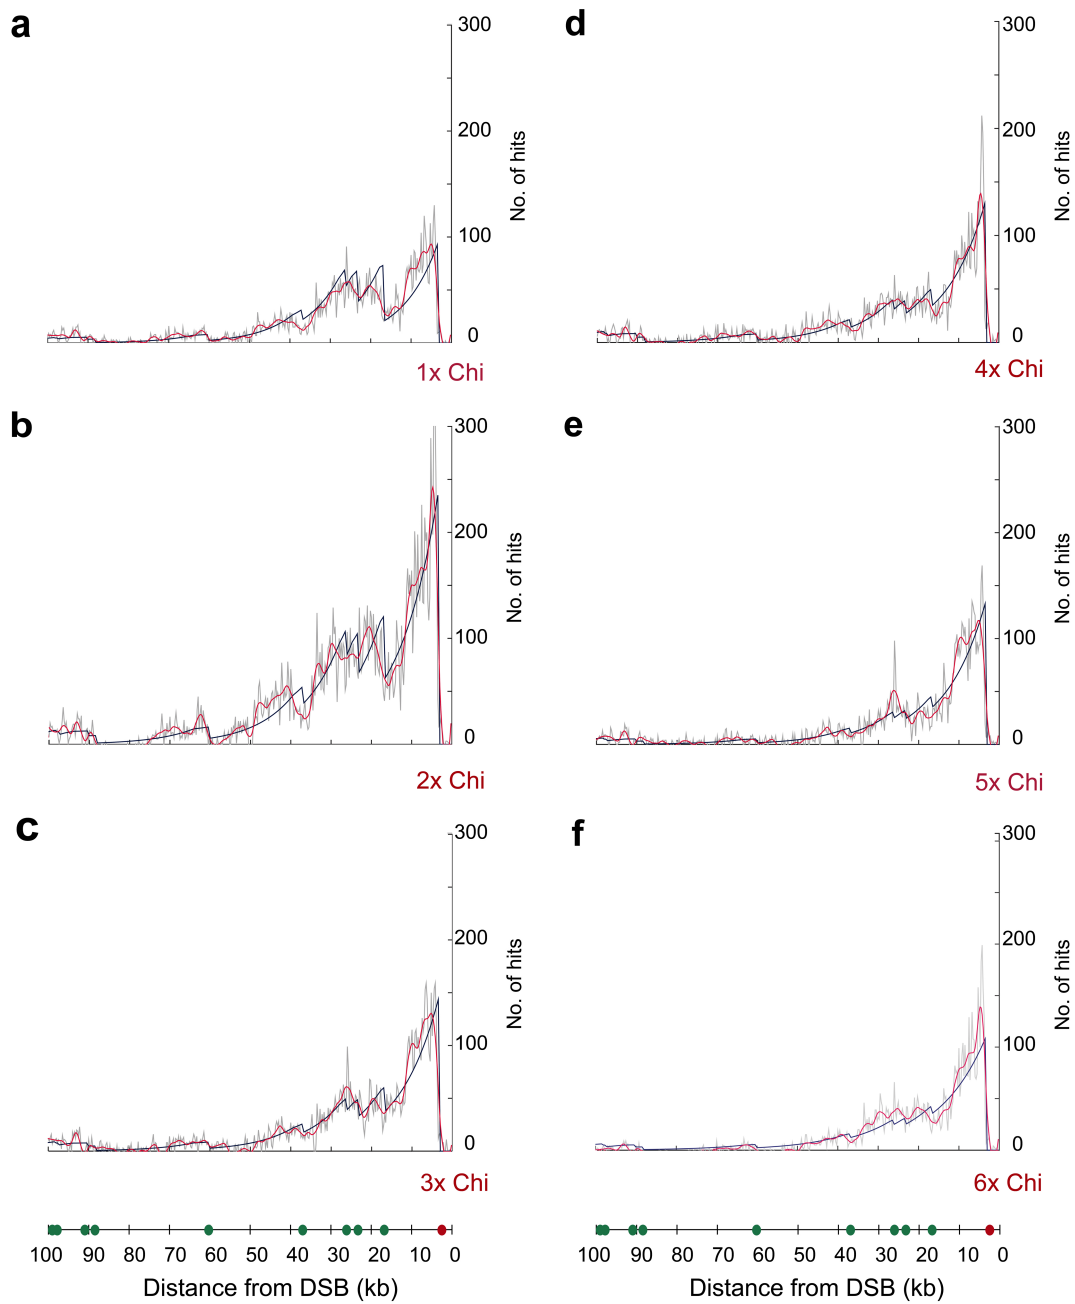 a
300
200
100
0
No. of hits
1x Chi
d
300
200
100
0
No. of hits
4x Chi
b
300
200
100
0
No. of hits
2x Chi
e
300
200
100
0
No. of hits
5x Chi
c
300
200
100
0
No. of hits
3x Chi
f
300
200
100
0
No. of hits
6x Chi
100 90 80 70 60 50 40 30 20 10 0
Distance from DSB (kb)
100 90 80 70 60 50 40 30 20 10 0
Distance from DSB (kb)